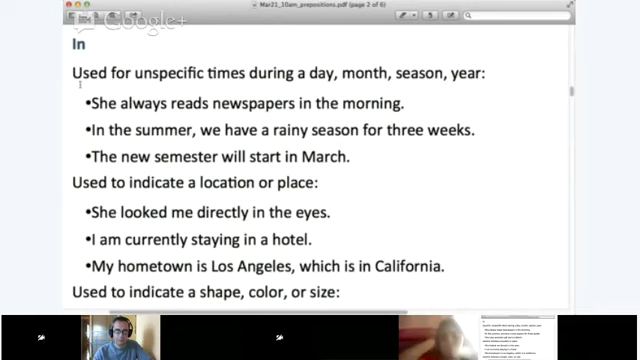 Mar21_10am_prepositions.pdf (page 2 of 6)
Google+
In
Used for unspecific times during a day, month, season, year:
•She always reads newspapers in the morning.
•In the summer, we have a rainy season for three weeks.
•The new semester will start in March.
Used to indicate a location or place:
•She looked me directly in the eyes.
•I am currently staying in a hotel.
•My hometown is Los Angeles, which is in California.
Used to indicate a shape, color, or size: